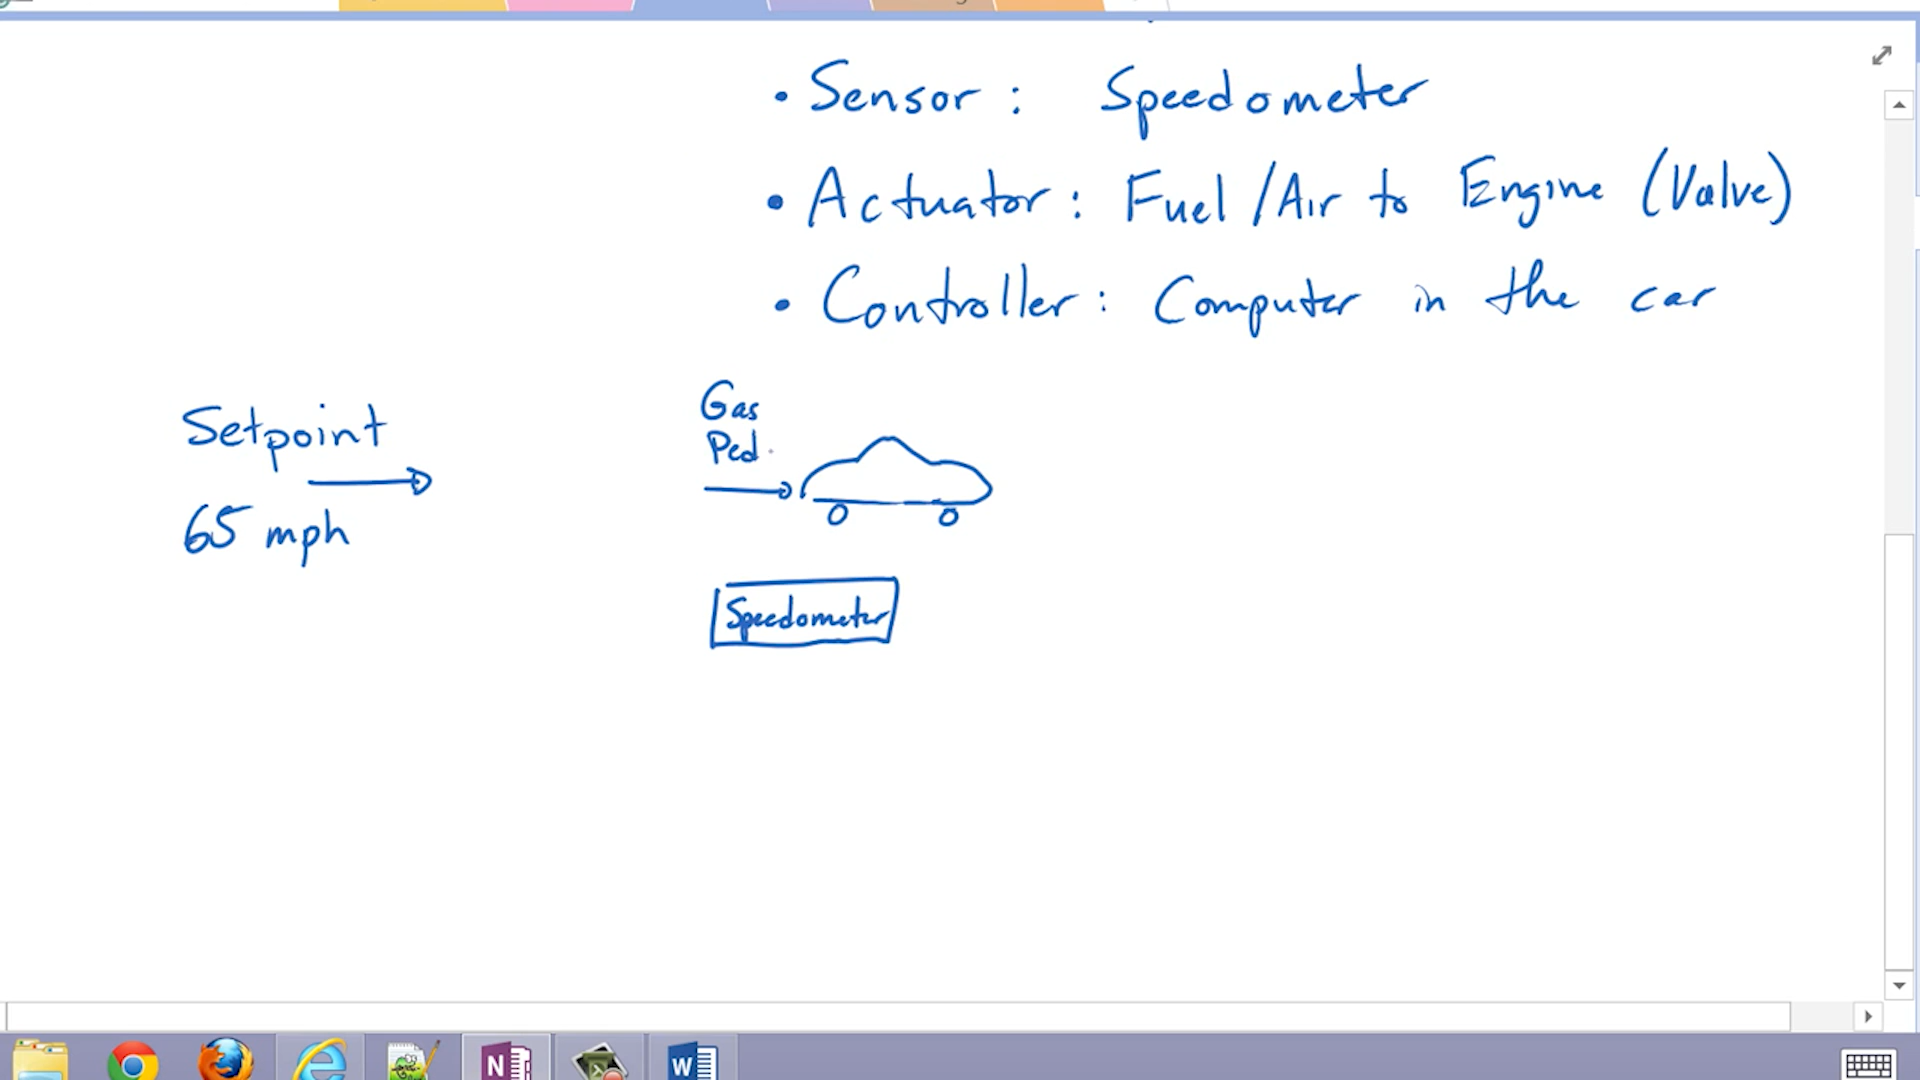 • Sensor : Speedometer
• Actuator : Fuel / Air to Engine (Valve)
• Controller : Computer in the car
Setpoint
65 mph
Gas
Ped
Speedometer
N
W